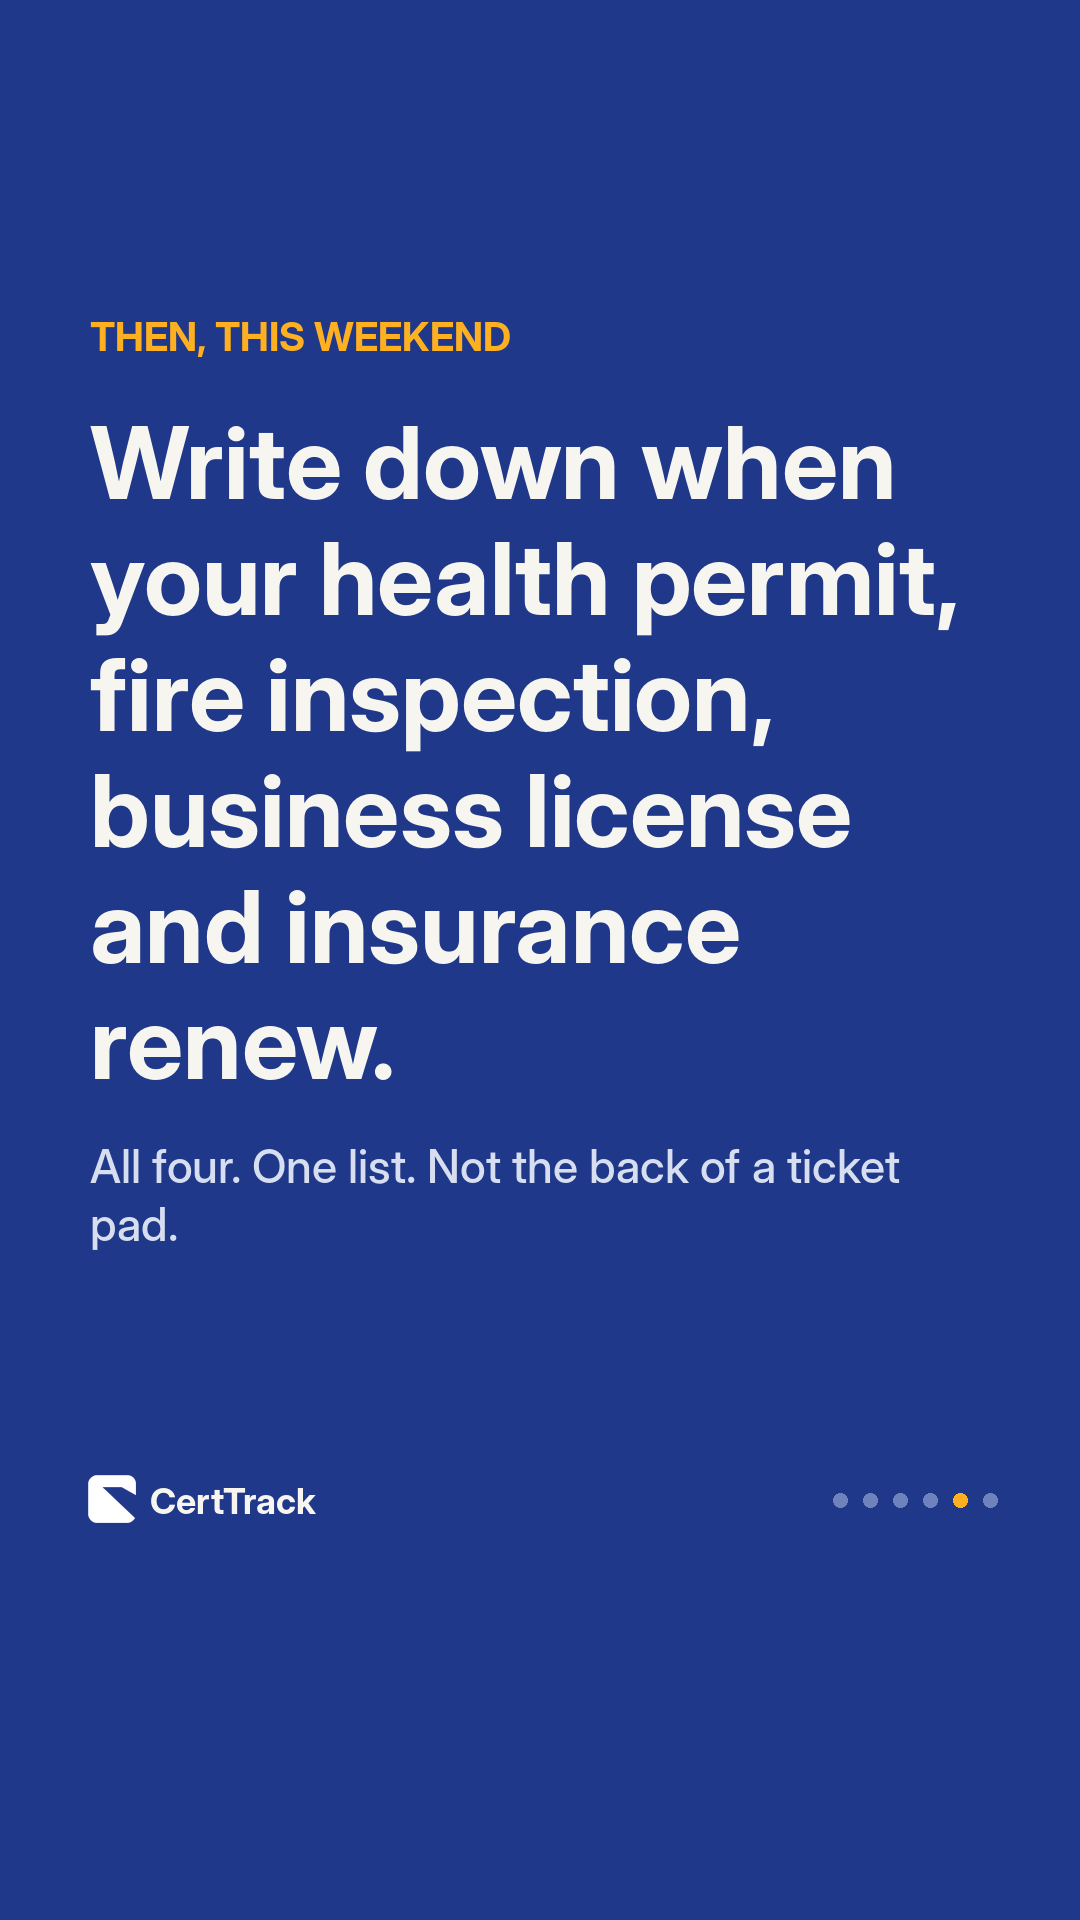 THEN, THIS WEEKEND
Write down when
your health permit,
fire inspection,
business license
and insurance
renew.
All four. One list. Not the back of a ticket
pad.
CertTrack